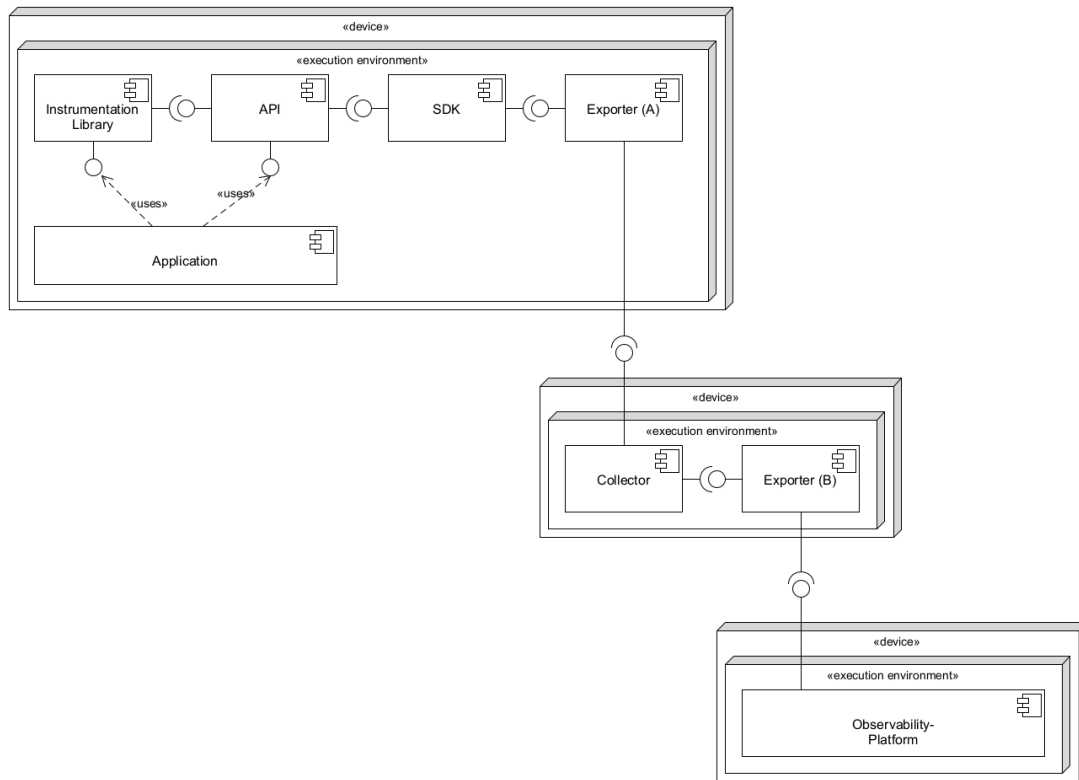 «device»
«execution environment»
Instrumentation
Library
API
SDK
Exporter (A)
«uses»
«uses»
Application
«device»
«execution environment»
Collector
Exporter (B)
«device»
«execution environment»
Observability-
Platform